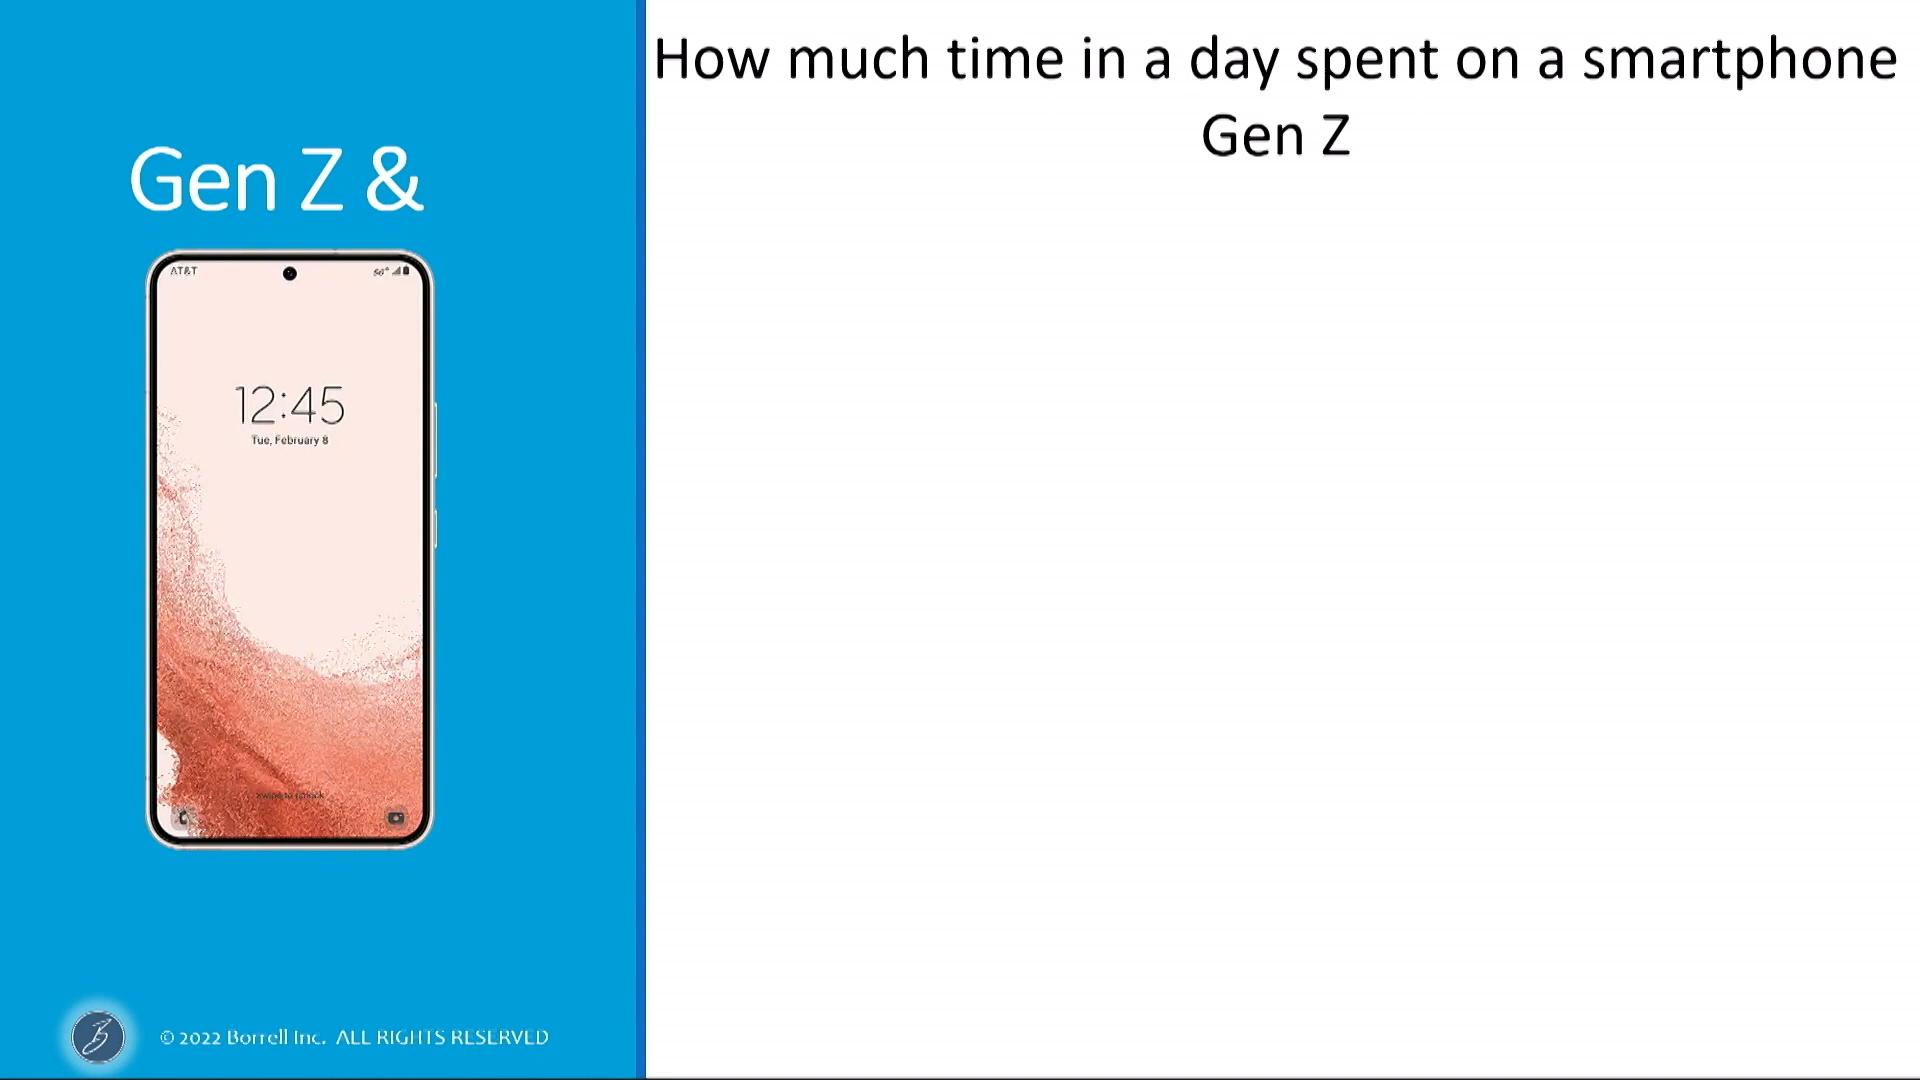 How much time in a day spent on a smartphone
Gen Z
Gen Z &
AT&T
12:45
Tue, February 8
© 2022 Borrell Inc. ALL RIGHTS RESERVED